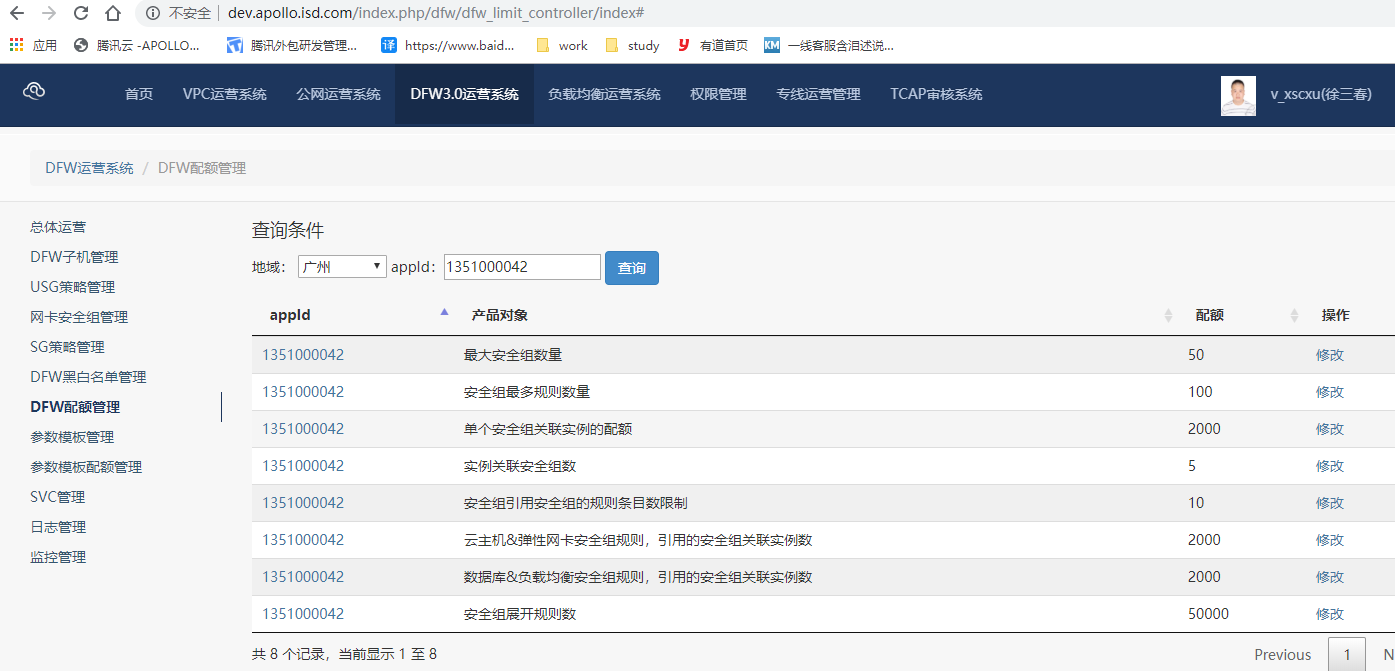 不安全 dev.apollo.isd.com/index.php/dfw/dfw_limit_controller/index#
应用 腾讯云 -APOLLO... 腾讯外包研发管理... 译 https://www.baid... work study y 有道首页 KM 一线客服含泪述说...
首页 VPC运营系统 公网运营系统 DFW3.0运营系统 负载均衡运营系统 权限管理 专线运营管理 TCAP审核系统 v_xscxu(徐三春)
DFW运营系统 / DFW配额管理
总体运营
DFW子机管理
USG策略管理
网卡安全组管理
SG策略管理
DFW黑白名单管理
DFW配额管理
参数模板管理
参数模板配额管理
SVC管理
日志管理
监控管理
查询条件
地域： 广州 appId： 1351000042 查询
appId 产品对象 配额 操作
1351000042 最大安全组数量 50 修改
1351000042 安全组最多规则数量 100 修改
1351000042 单个安全组关联实例的配额 2000 修改
1351000042 实例关联安全组数 5 修改
1351000042 安全组引用安全组的规则条目数限制 10 修改
1351000042 云主机&弹性网卡安全组规则，引用的安全组关联实例数 2000 修改
1351000042 数据库&负载均衡安全组规则，引用的安全组关联实例数 2000 修改
1351000042 安全组展开规则数 50000 修改
共 8 个记录，当前显示 1 至 8 Previous 1 N